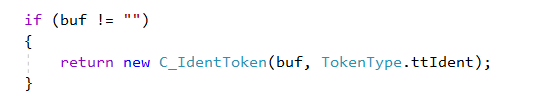 if (buf != "")
{
return new C_IdentToken(buf, TokenType.ttIdent);
}